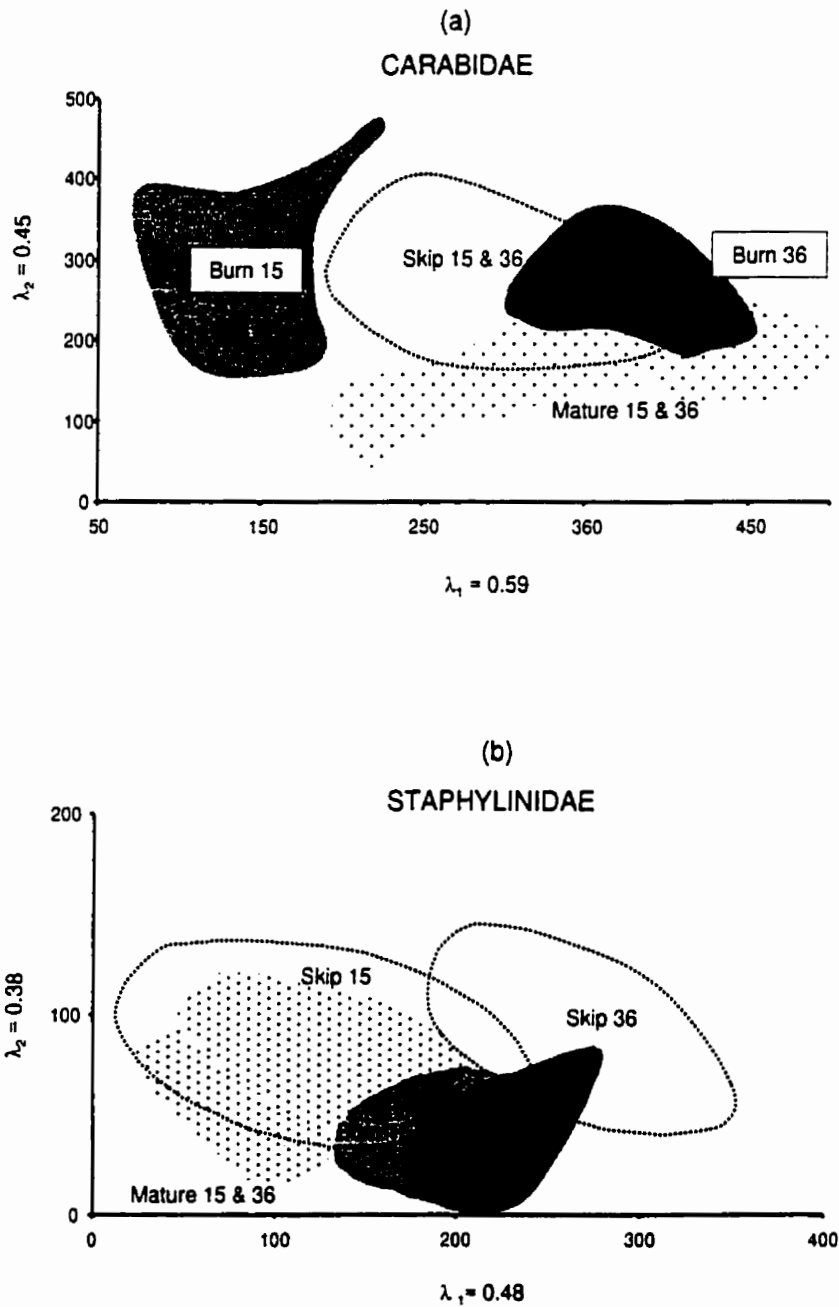 (a)
CARABIDAE
500
400
300
200
100
0
λ₂ = 0.45
Burn 15
Skip 15 & 36
Burn 36
Mature 15 & 36
50 150 250 360 450
λ₁ = 0.59
(b)
STAPHYLINIDAE
200
100
0
λ₂ = 0.38
Skip 15
Skip 36
Mature 15 & 36
0 100 200 300 400
λ₁= 0.48